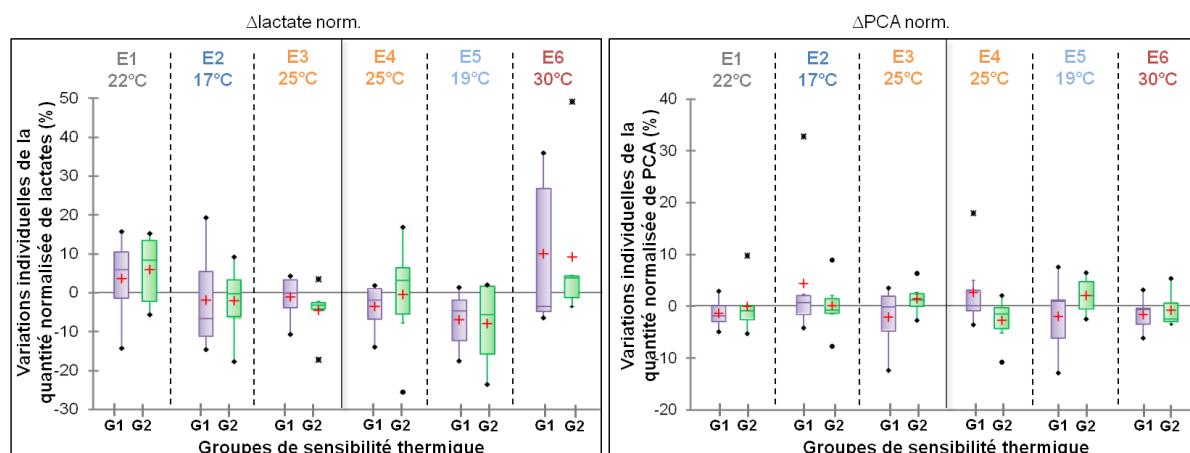 Δlactate norm.
E1 E2 E3 E4 E5 E6
22°C 17°C 25°C 25°C 19°C 30°C
Variations individuelles de la
quantité normalisée de lactates (%)
50
40
30
20
10
0
-10
-20
-30
G1 G2 G1 G2 G1 G2 G1 G2 G1 G2 G1 G2
Groupes de sensibilité thermique
ΔPCA norm.
E1 E2 E3 E4 E5 E6
22°C 17°C 25°C 25°C 19°C 30°C
Variations individuelles de la
quantité normalisée de PCA (%)
40
30
20
10
0
-10
-20
G1 G2 G1 G2 G1 G2 G1 G2 G1 G2 G1 G2
Groupes de sensibilité thermique